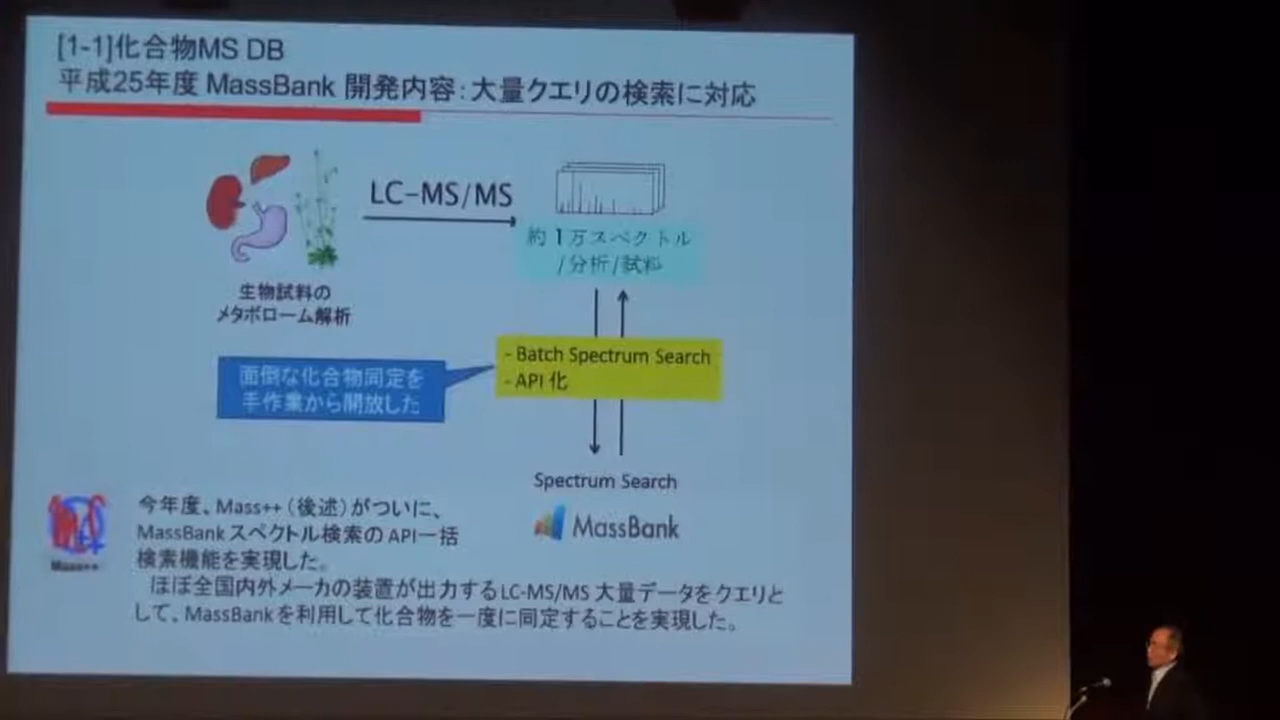 [1-1]化合物MS DB
平成25年度 MassBank 開発内容：大量クエリの検索に対応
LC-MS/MS
約1万スペクトル
/分析/試料
生物試料の
メタボローム解析
- Batch Spectrum Search
- API 化
面倒な化合物同定を
手作業から開放した
Spectrum Search
MassBank
今年度、Mass++（後述）がついに、
MassBank スペクトル検索の API一括
検索機能を実現した。
ほぼ全国内外メーカの装置が出力するLC-MS/MS 大量データをクエリと
して、MassBankを利用して化合物を一度に同定することを実現した。
Mass++